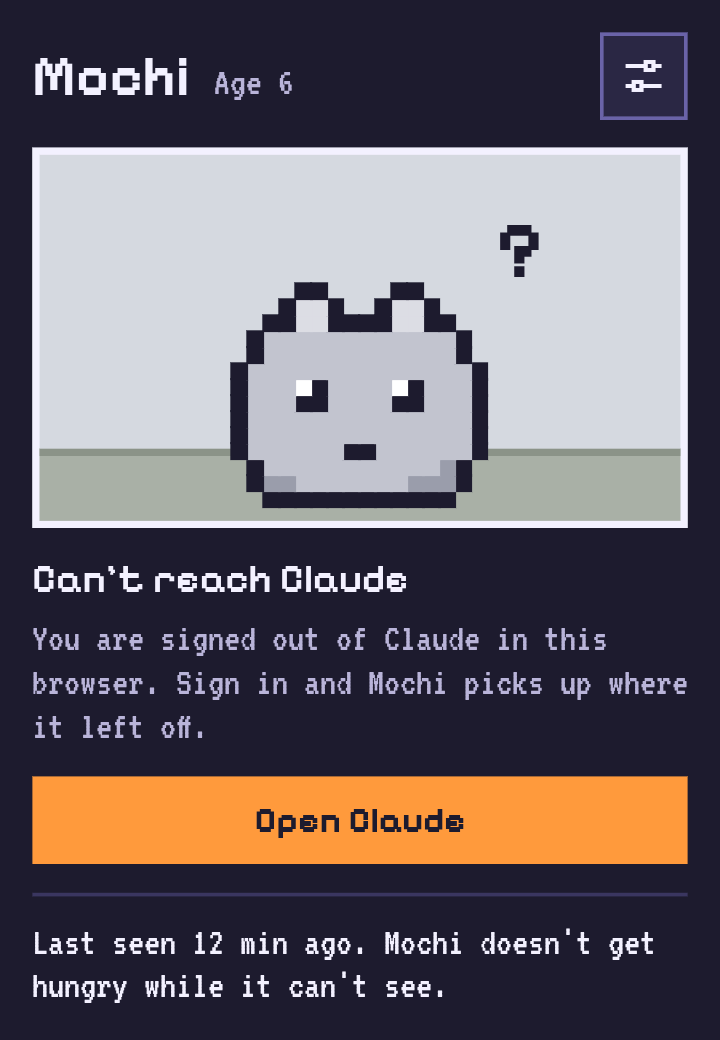 Mochi Age 6
?
Can't reach Claude
You are signed out of Claude in this
browser. Sign in and Mochi picks up where
it left off.
Open Claude
Last seen 12 min ago. Mochi doesn't get
hungry while it can't see.